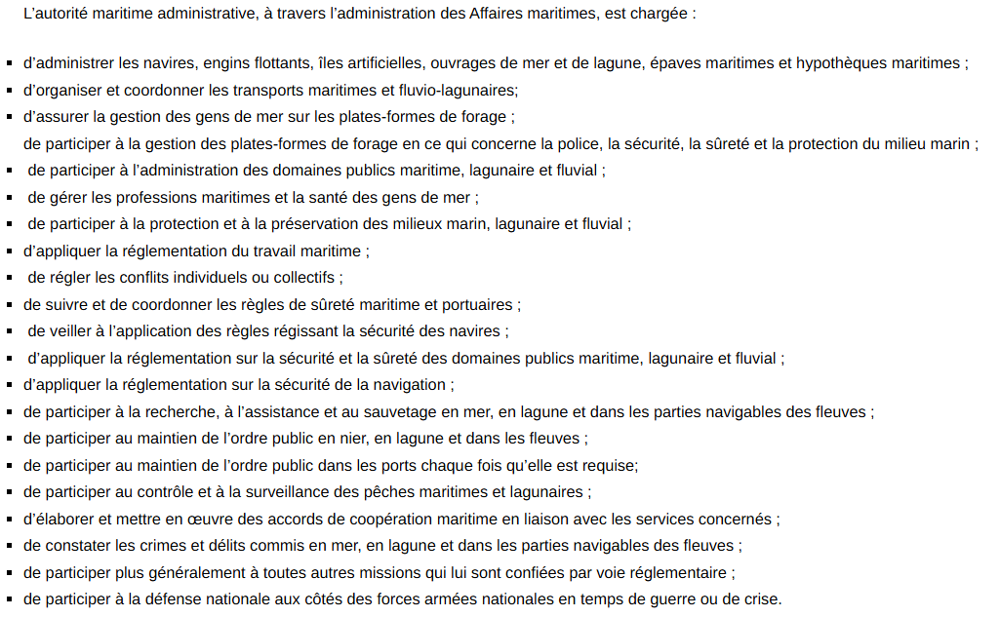 L’autorité maritime administrative, à travers l’administration des Affaires maritimes, est chargée :
▪ d’administrer les navires, engins flottants, îles artificielles, ouvrages de mer et de lagune, épaves maritimes et hypothèques maritimes ;
▪ d’organiser et coordonner les transports maritimes et fluvio-lagunaires;
▪ d’assurer la gestion des gens de mer sur les plates-formes de forage ;
de participer à la gestion des plates-formes de forage en ce qui concerne la police, la sécurité, la sûreté et la protection du milieu marin ;
▪ de participer à l’administration des domaines publics maritime, lagunaire et fluvial ;
▪ de gérer les professions maritimes et la santé des gens de mer ;
▪ de participer à la protection et à la préservation des milieux marin, lagunaire et fluvial ;
▪ d’appliquer la réglementation du travail maritime ;
▪ de régler les conflits individuels ou collectifs ;
▪ de suivre et de coordonner les règles de sûreté maritime et portuaires ;
▪ de veiller à l’application des règles régissant la sécurité des navires ;
▪ d’appliquer la réglementation sur la sécurité et la sûreté des domaines publics maritime, lagunaire et fluvial ;
▪ d’appliquer la réglementation sur la sécurité de la navigation ;
▪ de participer à la recherche, à l’assistance et au sauvetage en mer, en lagune et dans les parties navigables des fleuves ;
▪ de participer au maintien de l’ordre public en nier, en lagune et dans les fleuves ;
▪ de participer au maintien de l’ordre public dans les ports chaque fois qu’elle est requise;
▪ de participer au contrôle et à la surveillance des pêches maritimes et lagunaires ;
▪ d’élaborer et mettre en œuvre des accords de coopération maritime en liaison avec les services concernés ;
▪ de constater les crimes et délits commis en mer, en lagune et dans les parties navigables des fleuves ;
▪ de participer plus généralement à toutes autres missions qui lui sont confiées par voie réglementaire ;
▪ de participer à la défense nationale aux côtés des forces armées nationales en temps de guerre ou de crise.